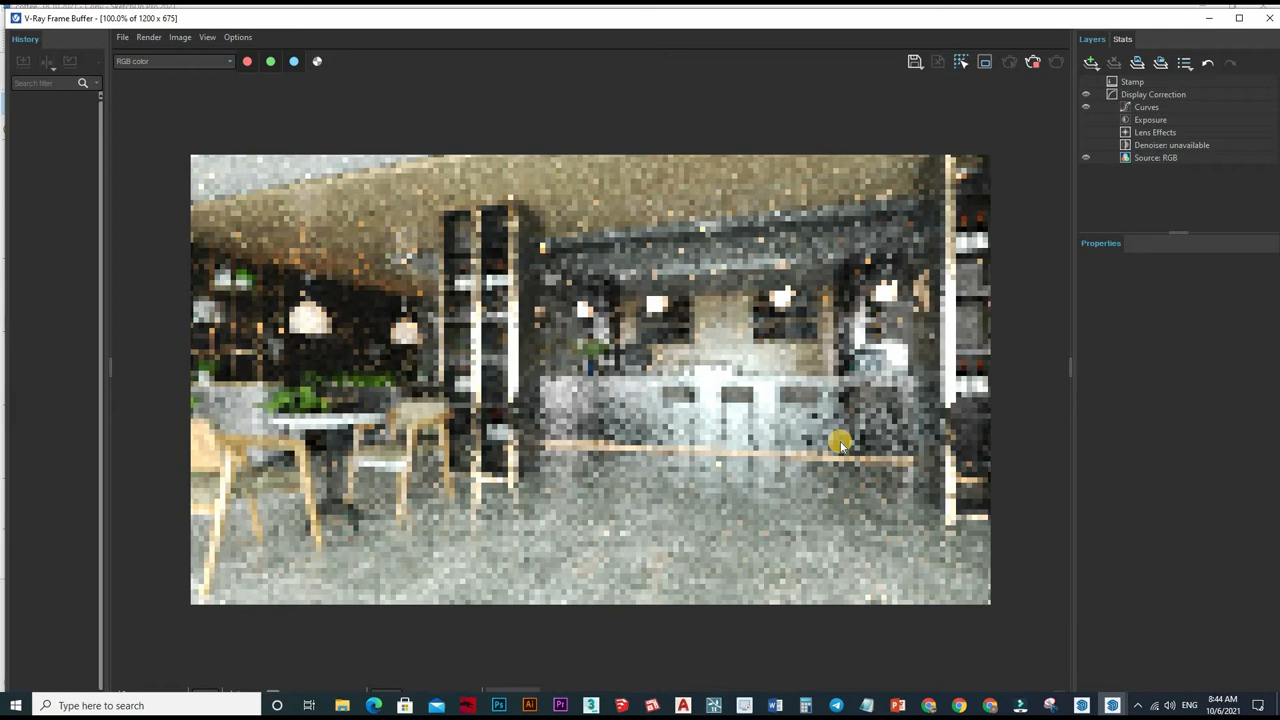 V-Ray Frame Buffer - [100.0% of 1200 x 675]
History
File Render Image View Options
Layers Stats
RGB color
Search filter
Stamp
Display Correction
Curves
Exposure
Lens Effects
Denoiser: unavailable
Source: RGB
Properties
Type here to search
ENG
8:44 AM
10/6/2021